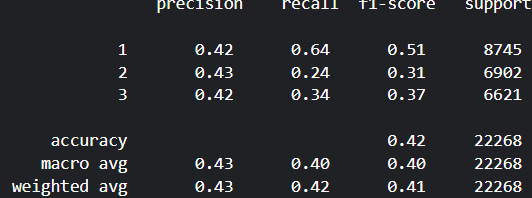 precision recall f1-score support
1 0.42 0.64 0.51 8745
2 0.43 0.24 0.31 6902
3 0.42 0.34 0.37 6621
accuracy 0.42 22268
macro avg 0.43 0.40 0.40 22268
weighted avg 0.43 0.42 0.41 22268